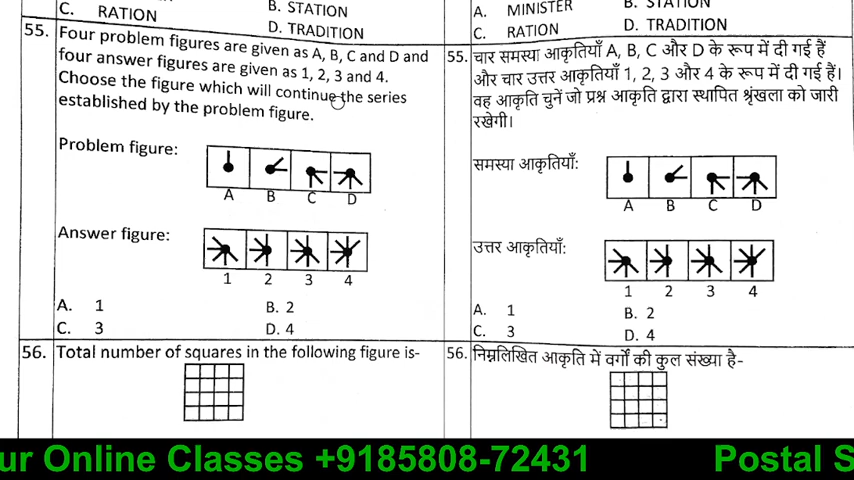 C. RATION
B. STATION
D. TRADITION
55. Four problem figures are given as A, B, C and D and
four answer figures are given as 1, 2, 3 and 4.
Choose the figure which will continue the series
established by the problem figure.
Problem figure:
A B C D
Answer figure:
1 2 3 4
A. 1 B. 2
C. 3 D. 4
56. Total number of squares in the following figure is-
A. MINISTER B. STATION
C. RATION D. TRADITION
55. चार समस्या आकृतियाँ A, B, C और D के रूप में दी गई हैं
और चार उत्तर आकृतियाँ 1, 2, 3 और 4 के रूप में दी गई हैं।
वह आकृति चुनें जो प्रश्न आकृति द्वारा स्थापित श्रृंखला को जारी
रखेगी।
समस्या आकृतियाँ:
A B C D
उत्तर आकृतियाँ:
1 2 3 4
A. 1 B. 2
C. 3 D. 4
56. निम्नलिखित आकृति में वर्गों की कुल संख्या है-
ur Online Classes +9185808-72431 Postal S